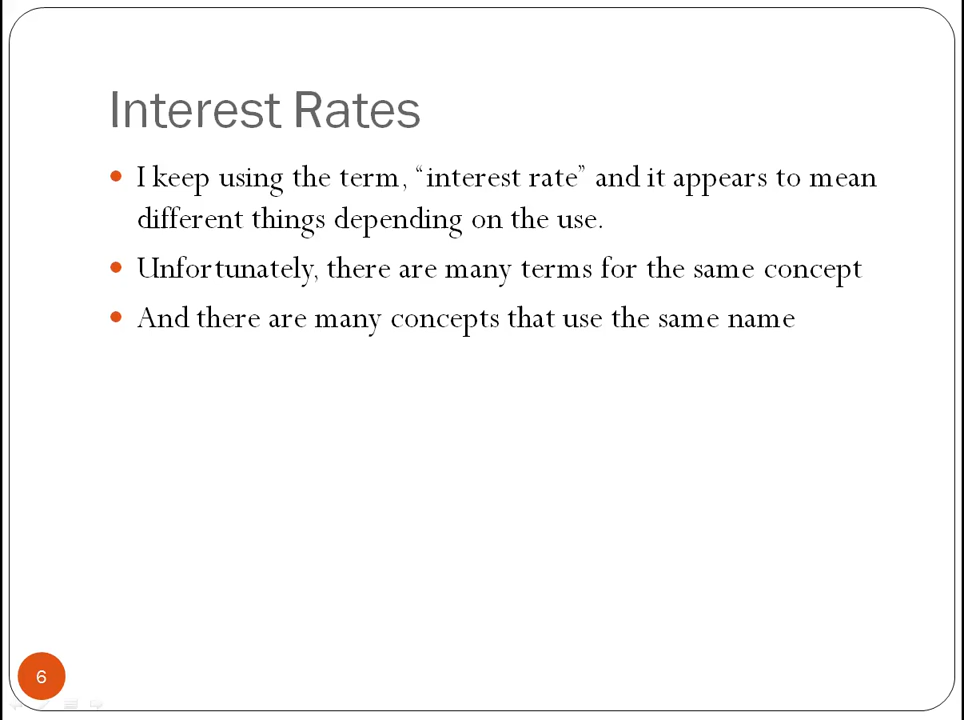 Interest Rates
• I keep using the term, “interest rate” and it appears to mean
different things depending on the use.
• Unfortunately, there are many terms for the same concept
• And there are many concepts that use the same name
6